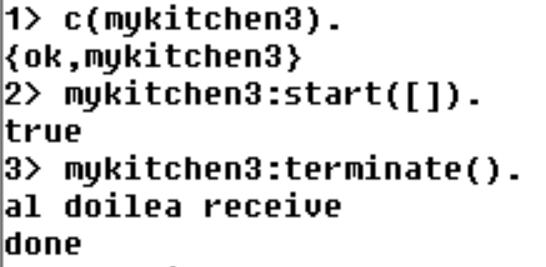 1> c(mykitchen3).
{ok,mykitchen3}
2> mykitchen3:start([]).
true
3> mykitchen3:terminate().
al doilea receive
done